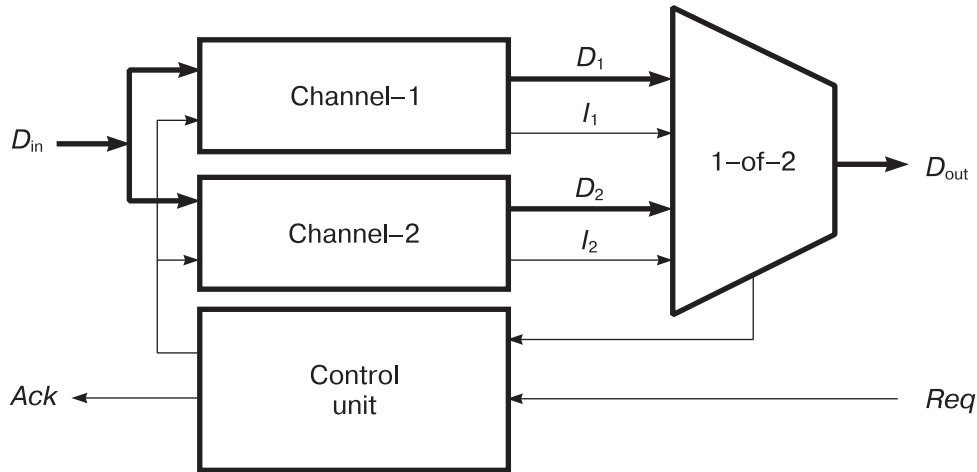 D₁
Channel–1
I₁
Dᵢₙ
1–of–2
Dₒᵤₜ
D₂
Channel–2
I₂
Control
unit
Ack
Req